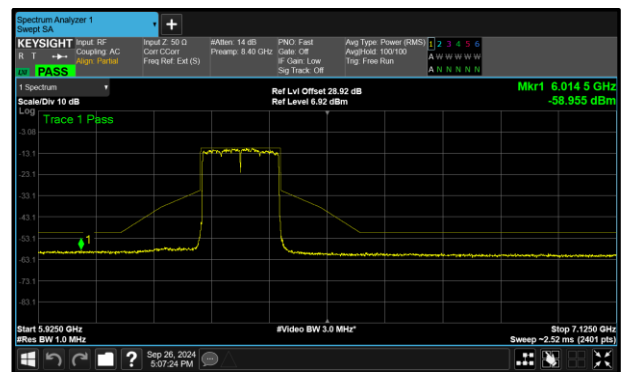 Spectrum Analyzer 1
Swept SA
+
KEYSIGHT Input: RF Input Z: 50 Ω #Atten: 14 dB PNO: Fast Avg Type: Power (RMS) 1 2 3 4 5 6
R T Coupling: AC Corr CCorr Preamp: 8.40 GHz Gate: Off Avg|Hold: 100/100 A W W W W W
Align: Partial Freq Ref: Ext (S) IF Gain: Low Trig: Free Run
PASS Sig Track: Off A N N N N N
1 Spectrum Ref Lvl Offset 28.92 dB Mkr1 6.014 5 GHz
Scale/Div 10 dB Ref Level 6.92 dBm -58.955 dBm
Log
Trace 1 Pass
-3.08
-13.1
-23.1
-33.1
-43.1
-53.1
1
-63.1
-73.1
-83.1
Start 5.9250 GHz #Video BW 3.0 MHz* Stop 7.1250 GHz
#Res BW 1.0 MHz Sweep ~2.52 ms (2401 pts)
? Sep 26, 2024
5:07:24 PM